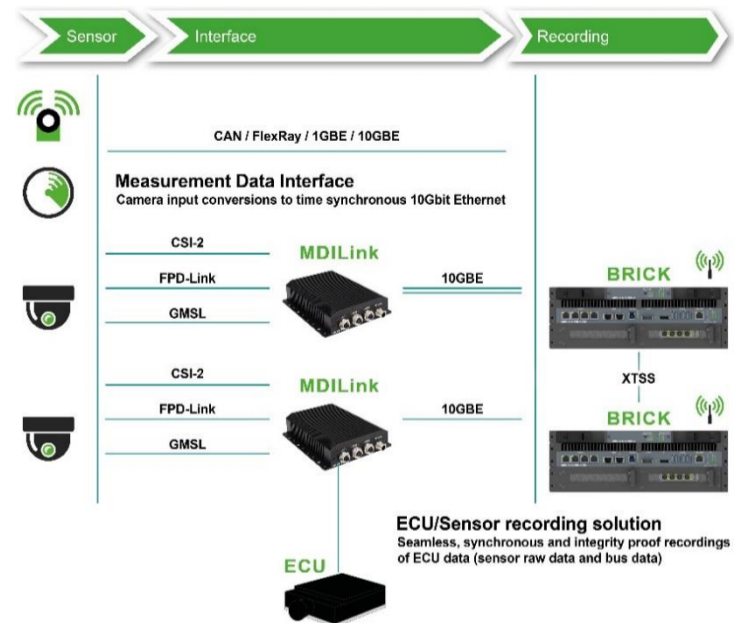 Sensor
Interface
Recording
CAN / FlexRay / 1GBE / 10GBE
Measurement Data Interface
Camera input conversions to time synchronous 10Gbit Ethernet
CSI-2
MDILink
FPD-Link
10GBE
BRICK
GMSL
XTSS
CSI-2
MDILink
FPD-Link
10GBE
BRICK
GMSL
ECU/Sensor recording solution
Seamless, synchronous and integrity proof recordings
of ECU data (sensor raw data and bus data)
ECU